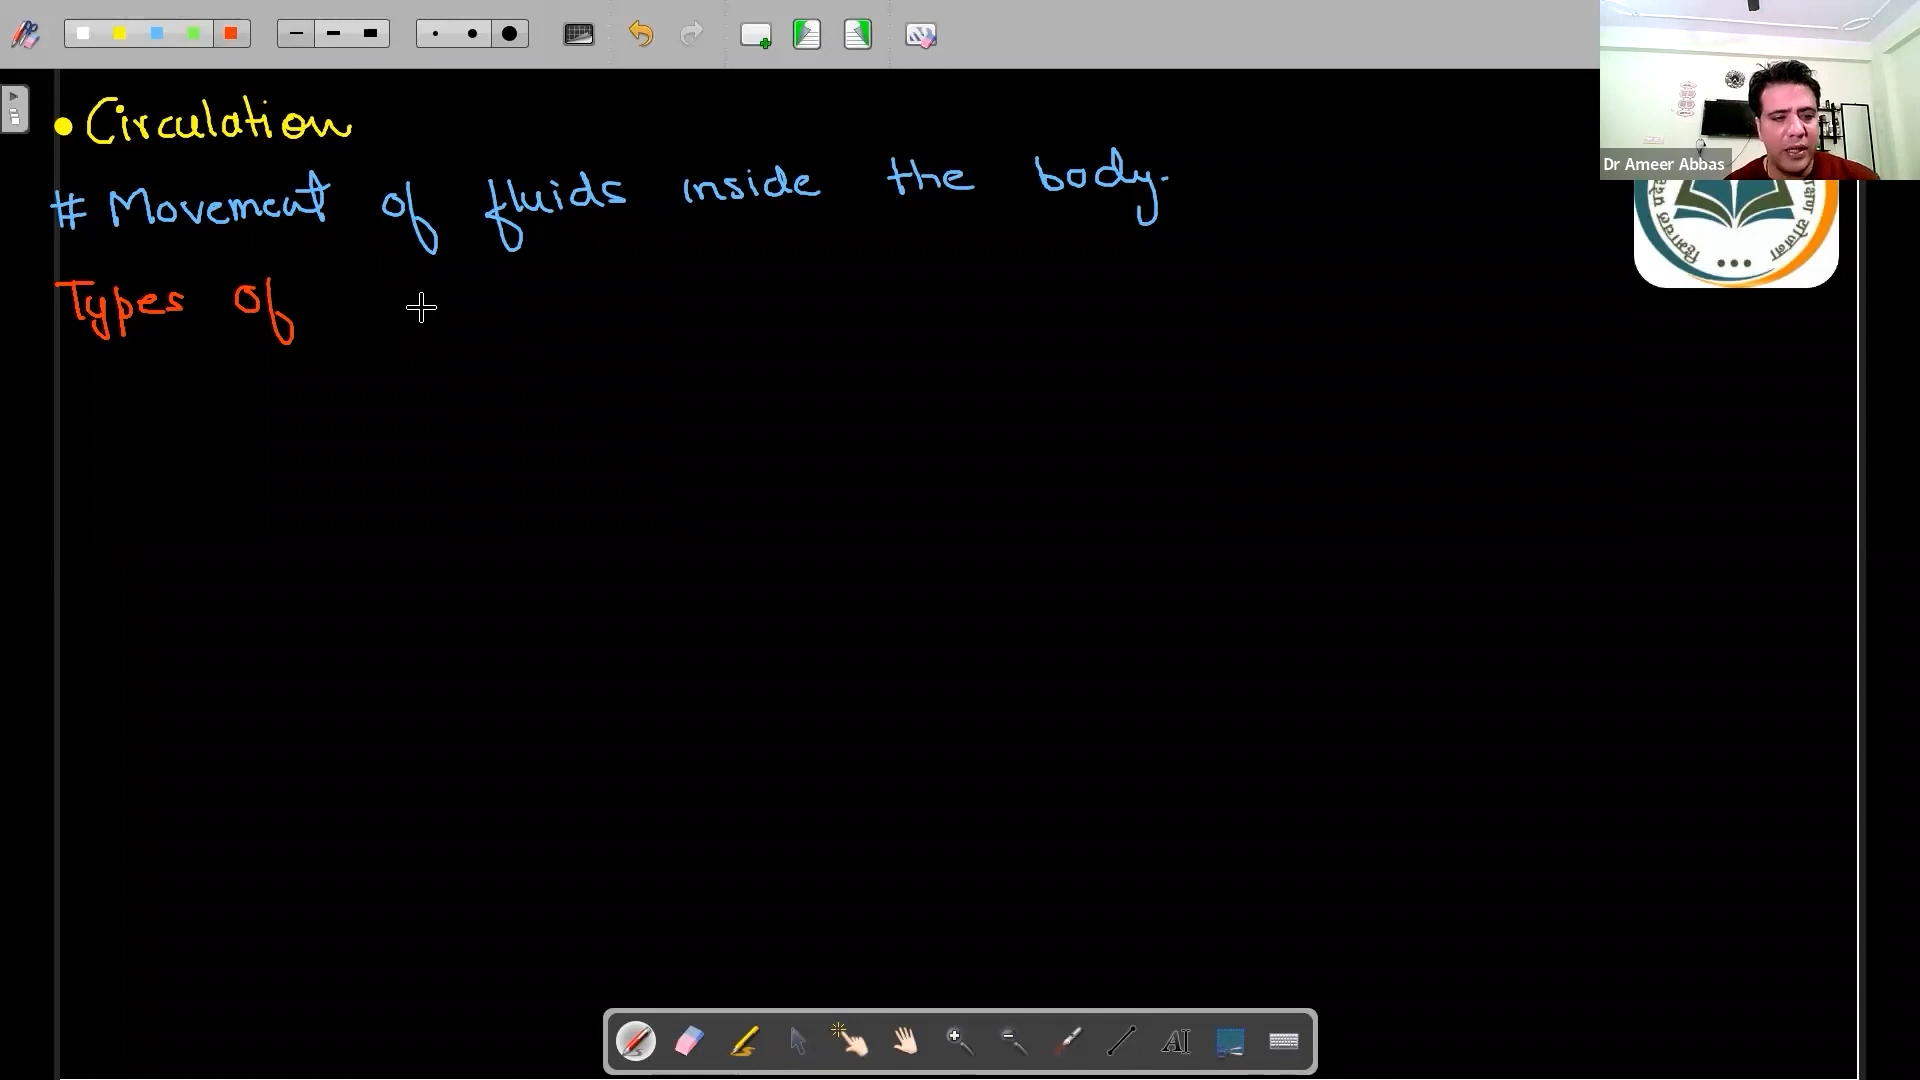 • Circulation
# Movement of fluids inside the body.
Types of
Dr Ameer Abbas